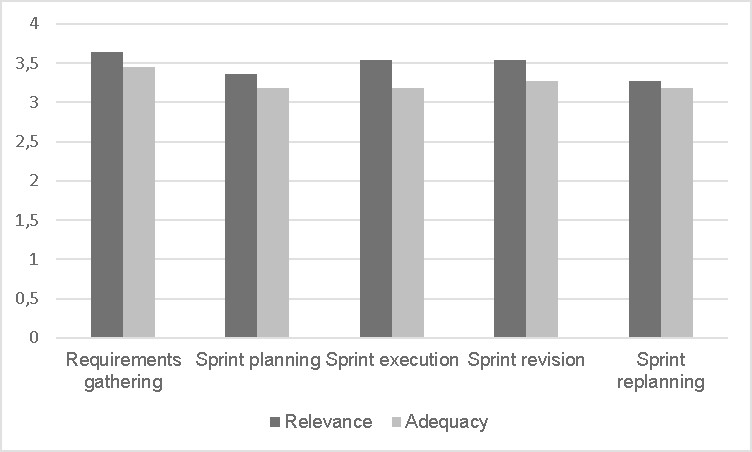 4
3,5
3
2,5
2
1,5
1
0,5
0
Requirements gathering
Sprint planning
Sprint execution
Sprint revision
Sprint replanning
Relevance
Adequacy